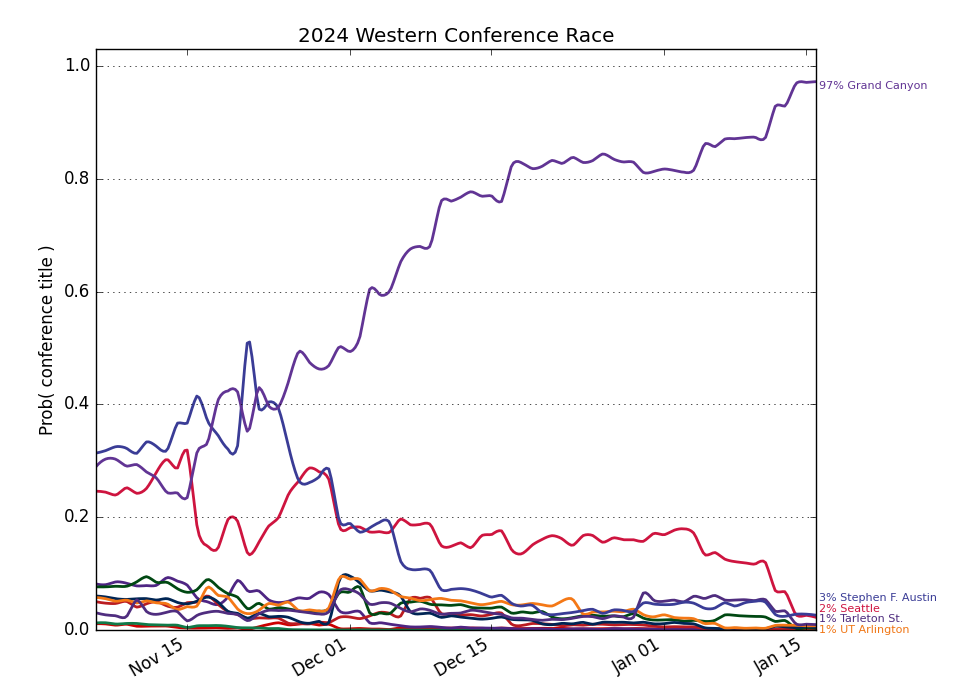 2024 Western Conference Race
Prob( conference title )
1.0
0.8
0.6
0.4
0.2
0.0
Nov 15
Dec 01
Dec 15
Jan 01
Jan 15
97% Grand Canyon
3% Stephen F. Austin
2% Seattle
1% Tarleton St.
1% UT Arlington